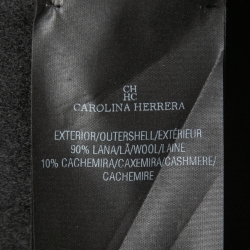 CH
HC
CAROLINA HERRERA
EXTERIOR/OUTERSHELL/EXTÉRIEUR
90% LANA/LÃ/WOOL/LAINE
10% CACHEMIRA/CAXEMIRA/CASHMERE/
CACHEMIRE